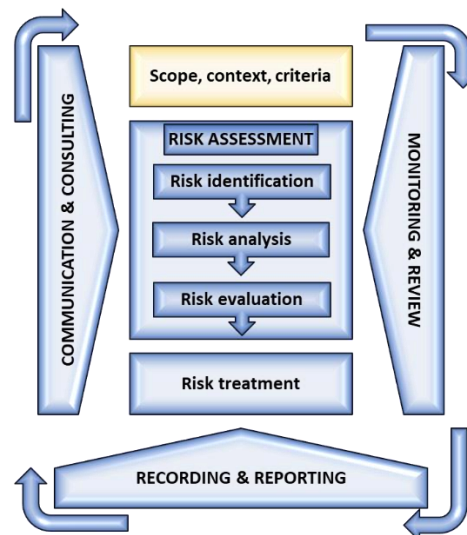 Scope, context, criteria
RISK ASSESSMENT
Risk identification
Risk analysis
Risk evaluation
Risk treatment
COMMUNICATION & CONSULTING
MONITORING & REVIEW
RECORDING & REPORTING